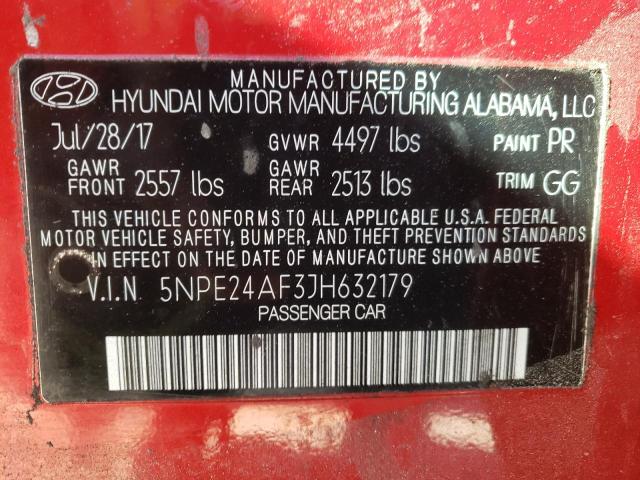 MANUFACTURED BY
HYUNDAI MOTOR MANUFACTURING ALABAMA, LLC
Jul/28/17 GVWR 4497 lbs PAINT PR
GAWR FRONT 2557 lbs GAWR REAR 2513 lbs TRIM GG
THIS VEHICLE CONFORMS TO ALL APPLICABLE U.S.A. FEDERAL
MOTOR VEHICLE SAFETY, BUMPER, AND THEFT PREVENTION STANDARDS
IN EFFECT ON THE DATE OF MANUFACTURE SHOWN ABOVE.
V.I.N 5NPE24AF3JH632179
PASSENGER CAR